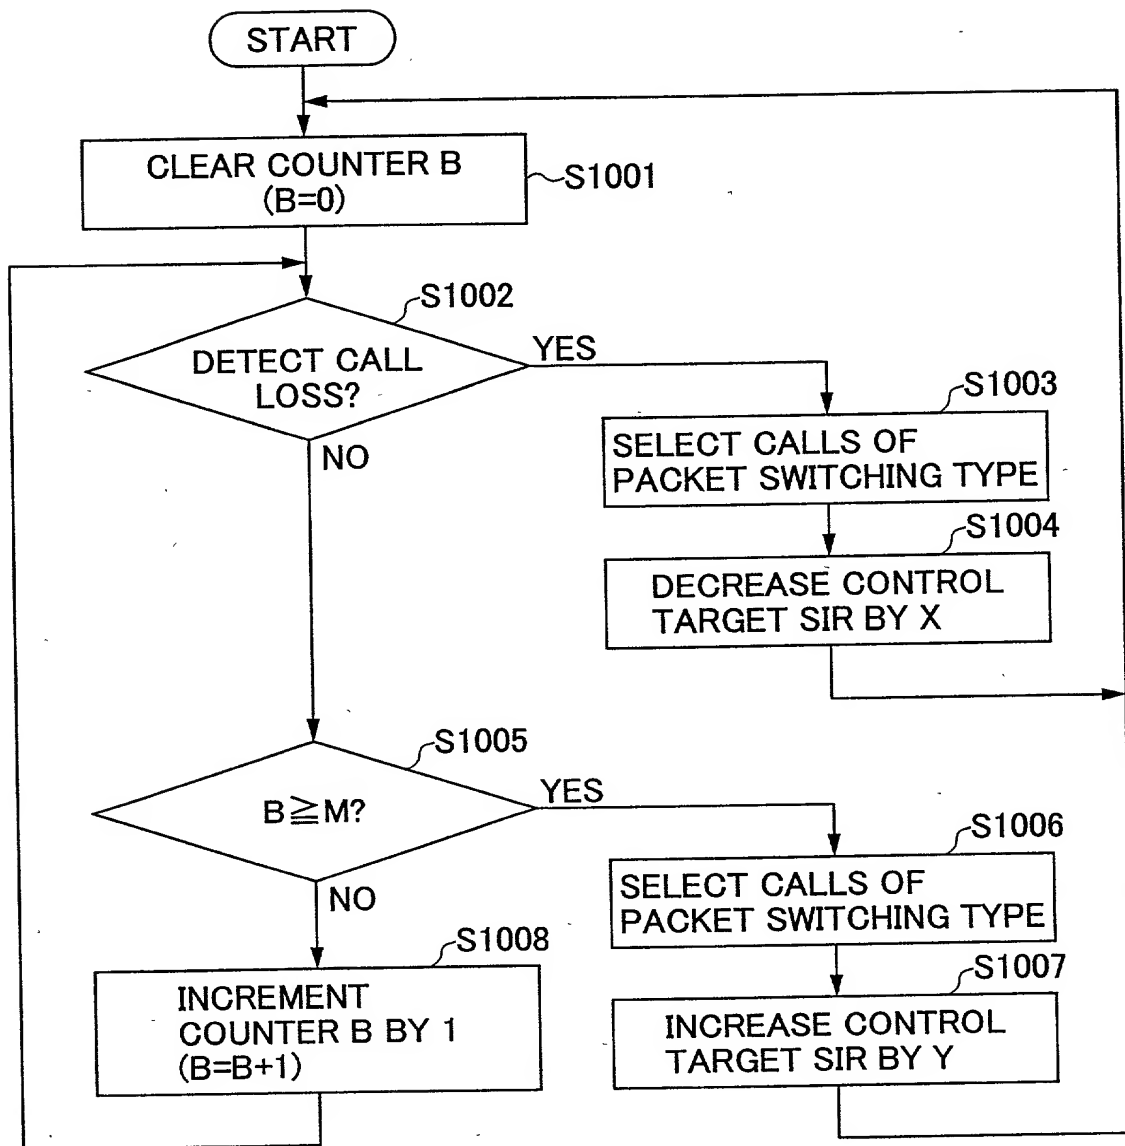 START
CLEAR COUNTER B
(B=0)
S1001
S1002
DETECT CALL
LOSS?
YES
NO
S1003
SELECT CALLS OF
PACKET SWITCHING TYPE
S1004
DECREASE CONTROL
TARGET SIR BY X
S1005
B≧M?
YES
NO
S1006
SELECT CALLS OF
PACKET SWITCHING TYPE
S1007
INCREASE CONTROL
TARGET SIR BY Y
S1008
INCREMENT
COUNTER B BY 1
(B=B+1)